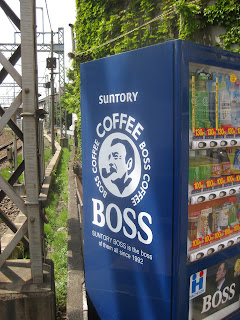 SUNTORY
COFFEE BOSS COFFEE BOSS
BOSS
SUNTORY BOSS is the boss
of them all since 1992
BOSS